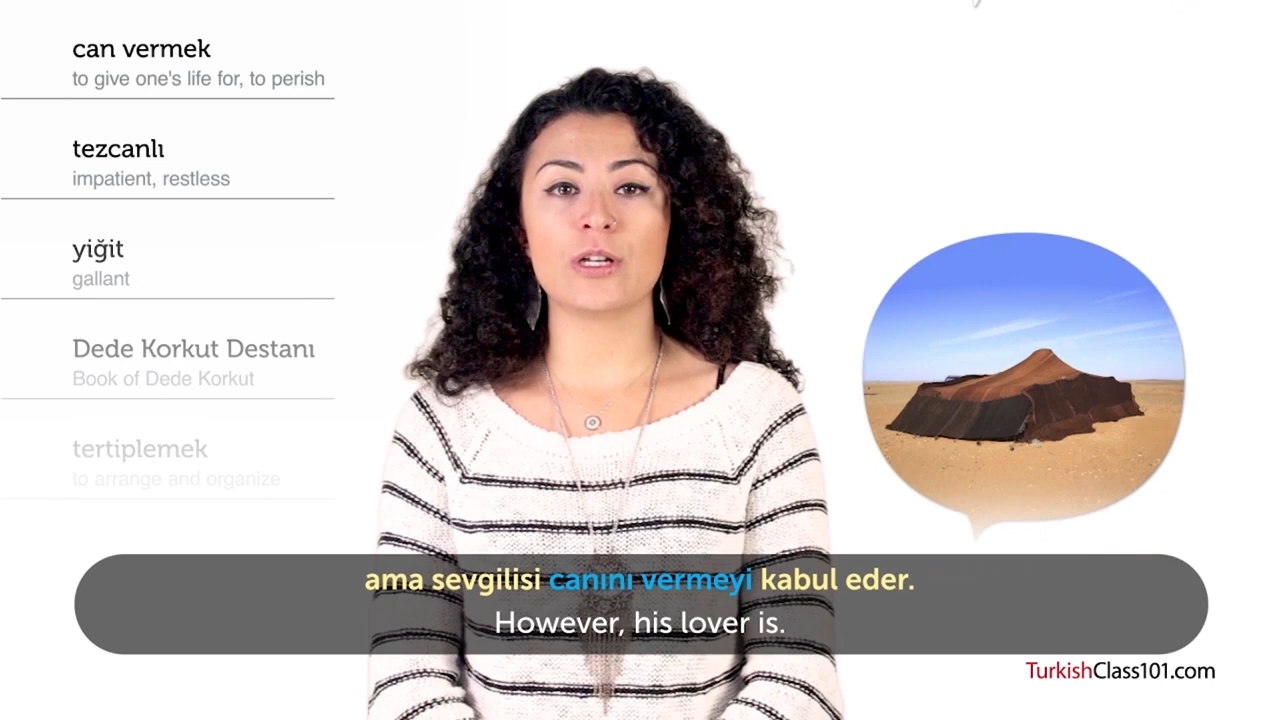 can vermek
to give one's life for, to perish
tezcanlı
impatient, restless
yiğit
gallant
Dede Korkut Destanı
Book of Dede Korkut
tertiplemek
to arrange and organize
ama sevgilisi canını vermeyi kabul eder.
However, his lover is.
TurkishClass101.com